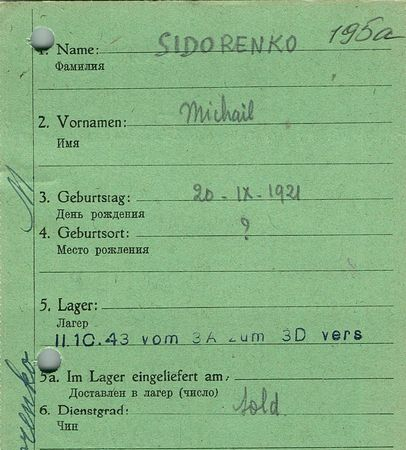 195a
1. Name: SIDORENKO
Фамилия
2. Vornamen: Michail
Имя
3. Geburtstag: 20-IX-1921
День рождения
4. Geburtsort: ?
Место рождения
5. Lager:
Лагерь
11.10.43 vom 3A zum 3D vers
5a. Im Lager eingeliefert am:
Доставлен в лагерь (число)
6. Dienstgrad: Sold
Чин
orenko